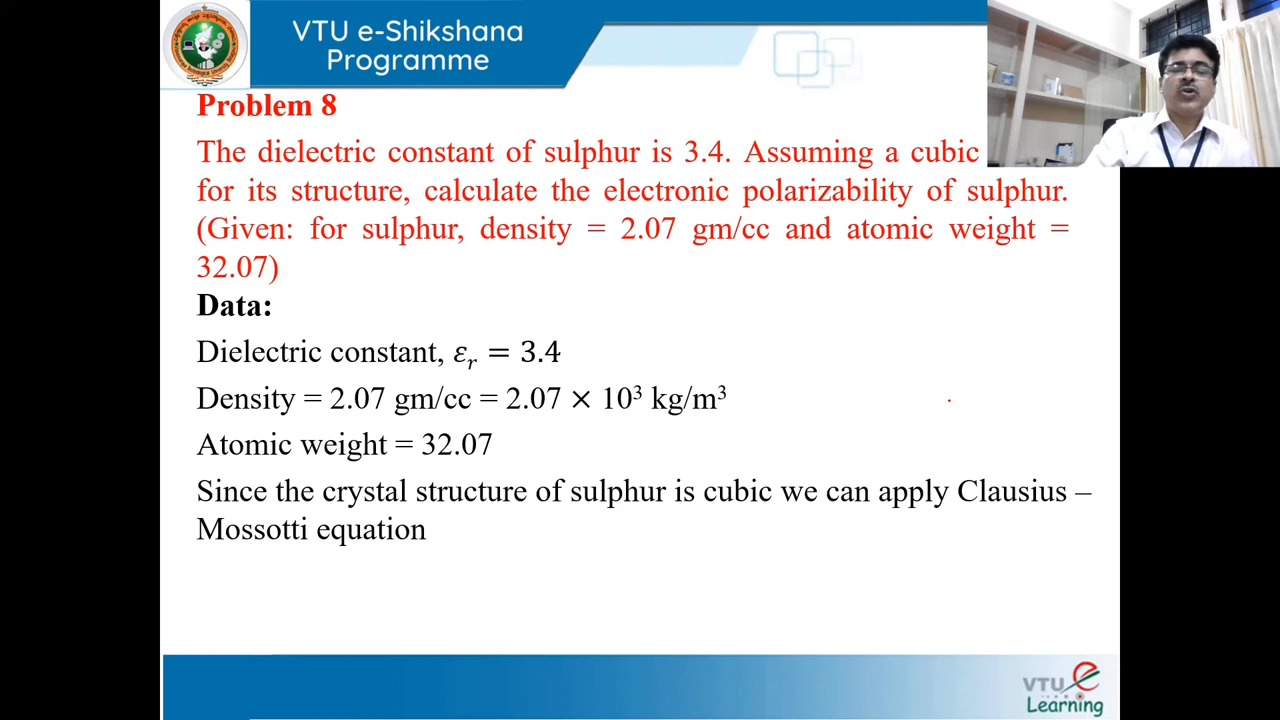 VTU e-Shikshana
Programme
Problem 8
The dielectric constant of sulphur is 3.4. Assuming a cubic
for its structure, calculate the electronic polarizability of sulphur.
(Given: for sulphur, density = 2.07 gm/cc and atomic weight =
32.07)
Data:
Dielectric constant, εᵣ = 3.4
Density = 2.07 gm/cc = 2.07 × 10³ kg/m³
Atomic weight = 32.07
Since the crystal structure of sulphur is cubic we can apply Clausius –
Mossotti equation
VTU e
Learning